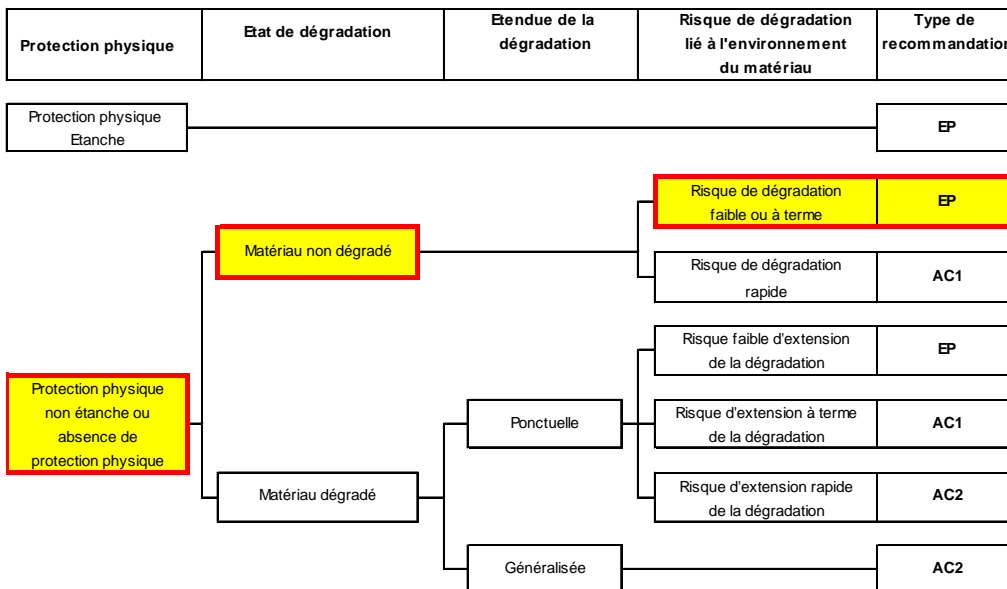 Protection physique
Etat de dégradation
Etendue de la
dégradation
Risque de dégradation
lié à l'environnement
du matériau
Type de
recommandation
Protection physique
Etanche
EP
Risque de dégradation
faible ou à terme
EP
Matériau non dégradé
Risque de dégradation
rapide
AC1
Risque faible d'extension
de la dégradation
EP
Protection physique
non étanche ou
absence de
protection physique
Ponctuelle
Risque d'extension à terme
de la dégradation
AC1
Matériau dégradé
Risque d'extension rapide
de la dégradation
AC2
Généralisée
AC2